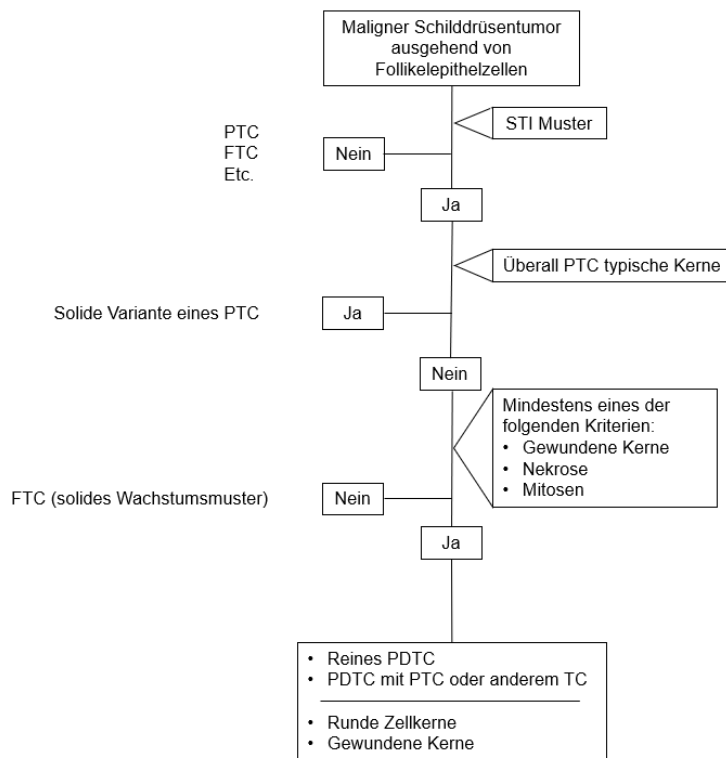 Maligner Schilddrüsentumor
ausgehend von
Follikelepithelzellen
STI Muster
PTC
FTC
Etc.
Nein
Ja
Überall PTC typische Kerne
Solide Variante eines PTC
Ja
Nein
Mindestens eines der
folgenden Kriterien:
• Gewundene Kerne
• Nekrose
• Mitosen
FTC (solides Wachstumsmuster)
Nein
Ja
• Reines PDTC
• PDTC mit PTC oder anderem TC
• Runde Zellkerne
• Gewundene Kerne